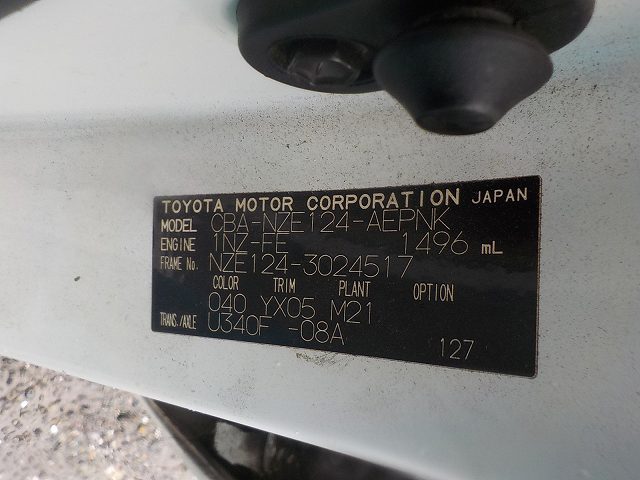 TOYOTA MOTOR CORPORATION JAPAN
MODEL CBA-NZE124-AEPNK
ENGINE 1NZ-FE 1496 mL
FRAME No. NZE124-3024517
COLOR TRIM PLANT OPTION
040 YX05 M21
TRANS./AXLE U340F -08A
127